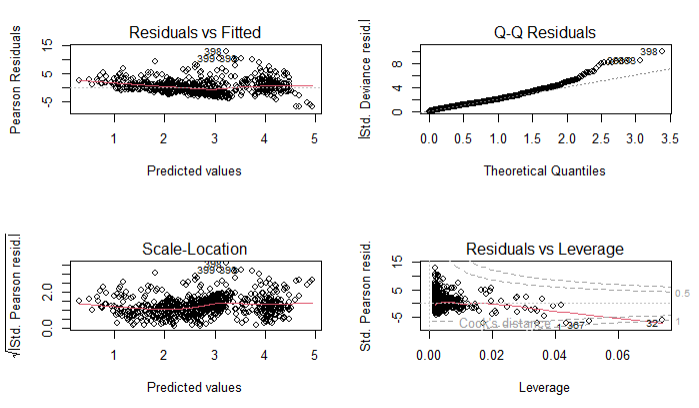 Residuals vs Fitted
Pearson Residuals
15
5
-5
398
1 2 3 4 5
Predicted values
Q-Q Residuals
|Std. Deviance resid.|
8
4
0
398
0.0 0.5 1.0 1.5 2.0 2.5 3.0 3.5
Theoretical Quantiles
Scale-Location
√|Std. Pearson resid.|
2.0
0.0
398
399
1 2 3 4 5
Predicted values
Residuals vs Leverage
Std. Pearson resid.
15
5
-5
Cook's distance
367
32
0.5
1
0.00 0.02 0.04 0.06
Leverage